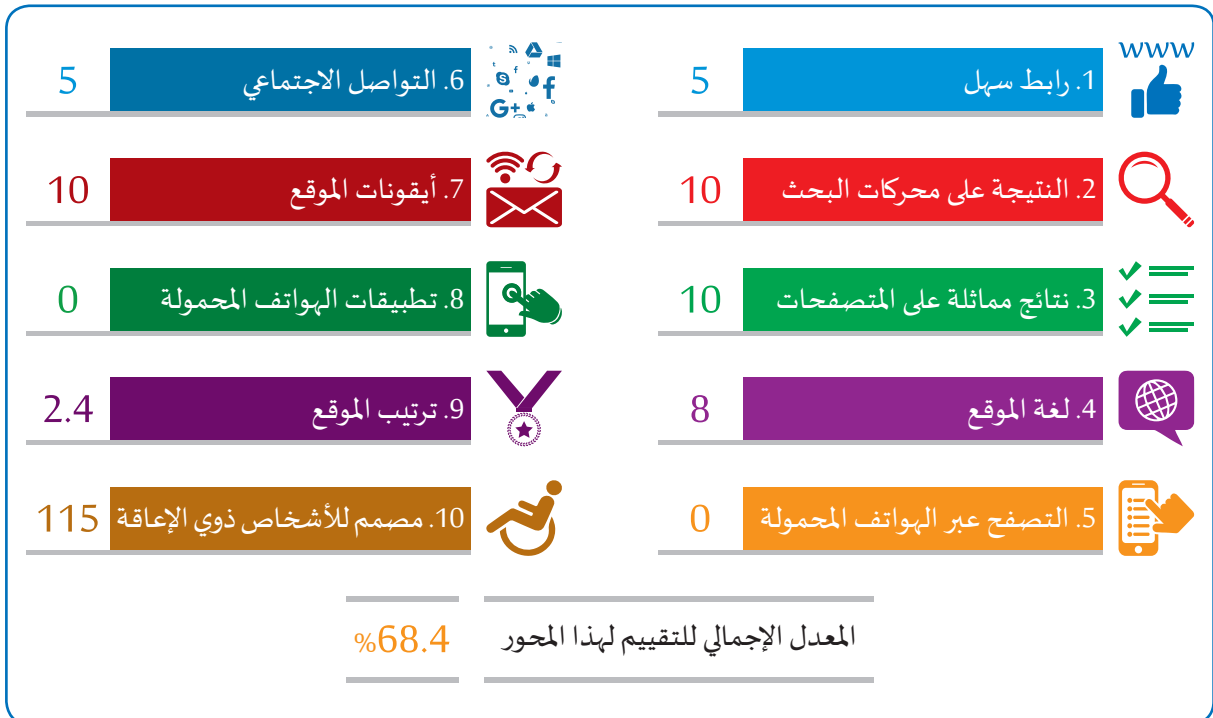 www
1. رابط سهل
5
2. النتيجة على محركات البحث
10
3. نتائج مماثلة على المتصفحات
10
4. لغة الموقع
8
5. التصفح عبر الهواتف المحمولة
0
6. التواصل الاجتماعي
5
7. أيقونات الموقع
10
8. تطبيقات الهواتف المحمولة
0
9. ترتيب الموقع
2.4
10. مصمم للأشخاص ذوي الإعاقة
115
المعدل الإجمالي للتقييم لهذا المحور
%68.4